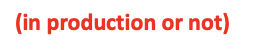 (in production or not)